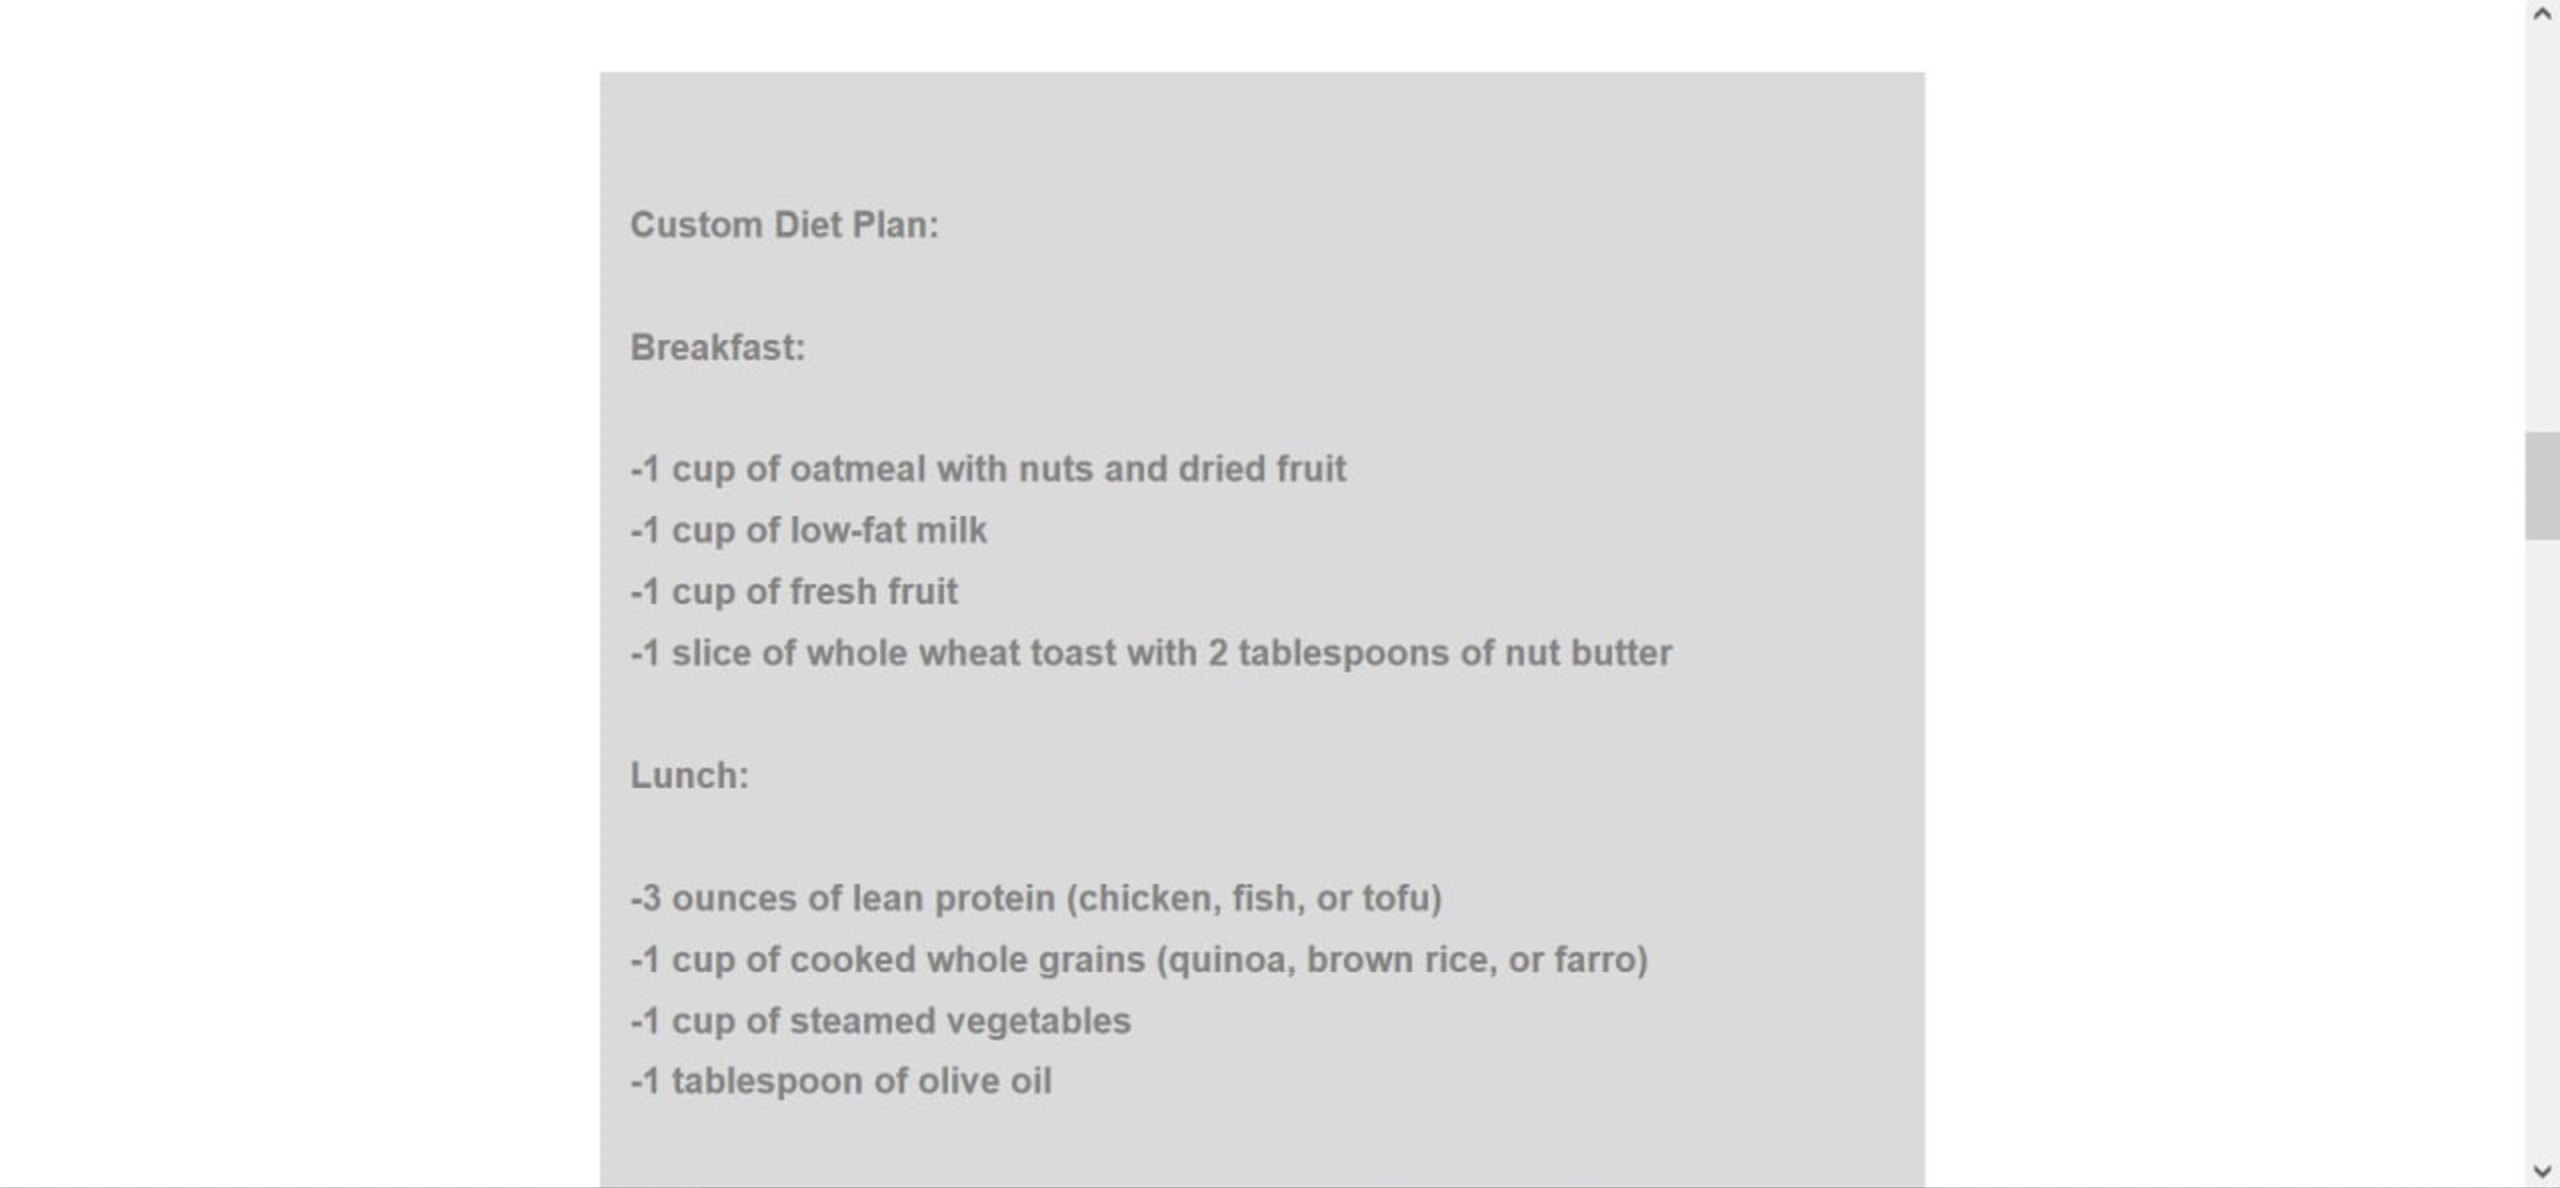 Custom Diet Plan:
Breakfast:
-1 cup of oatmeal with nuts and dried fruit
-1 cup of low-fat milk
-1 cup of fresh fruit
-1 slice of whole wheat toast with 2 tablespoons of nut butter
Lunch:
-3 ounces of lean protein (chicken, fish, or tofu)
-1 cup of cooked whole grains (quinoa, brown rice, or farro)
-1 cup of steamed vegetables
-1 tablespoon of olive oil